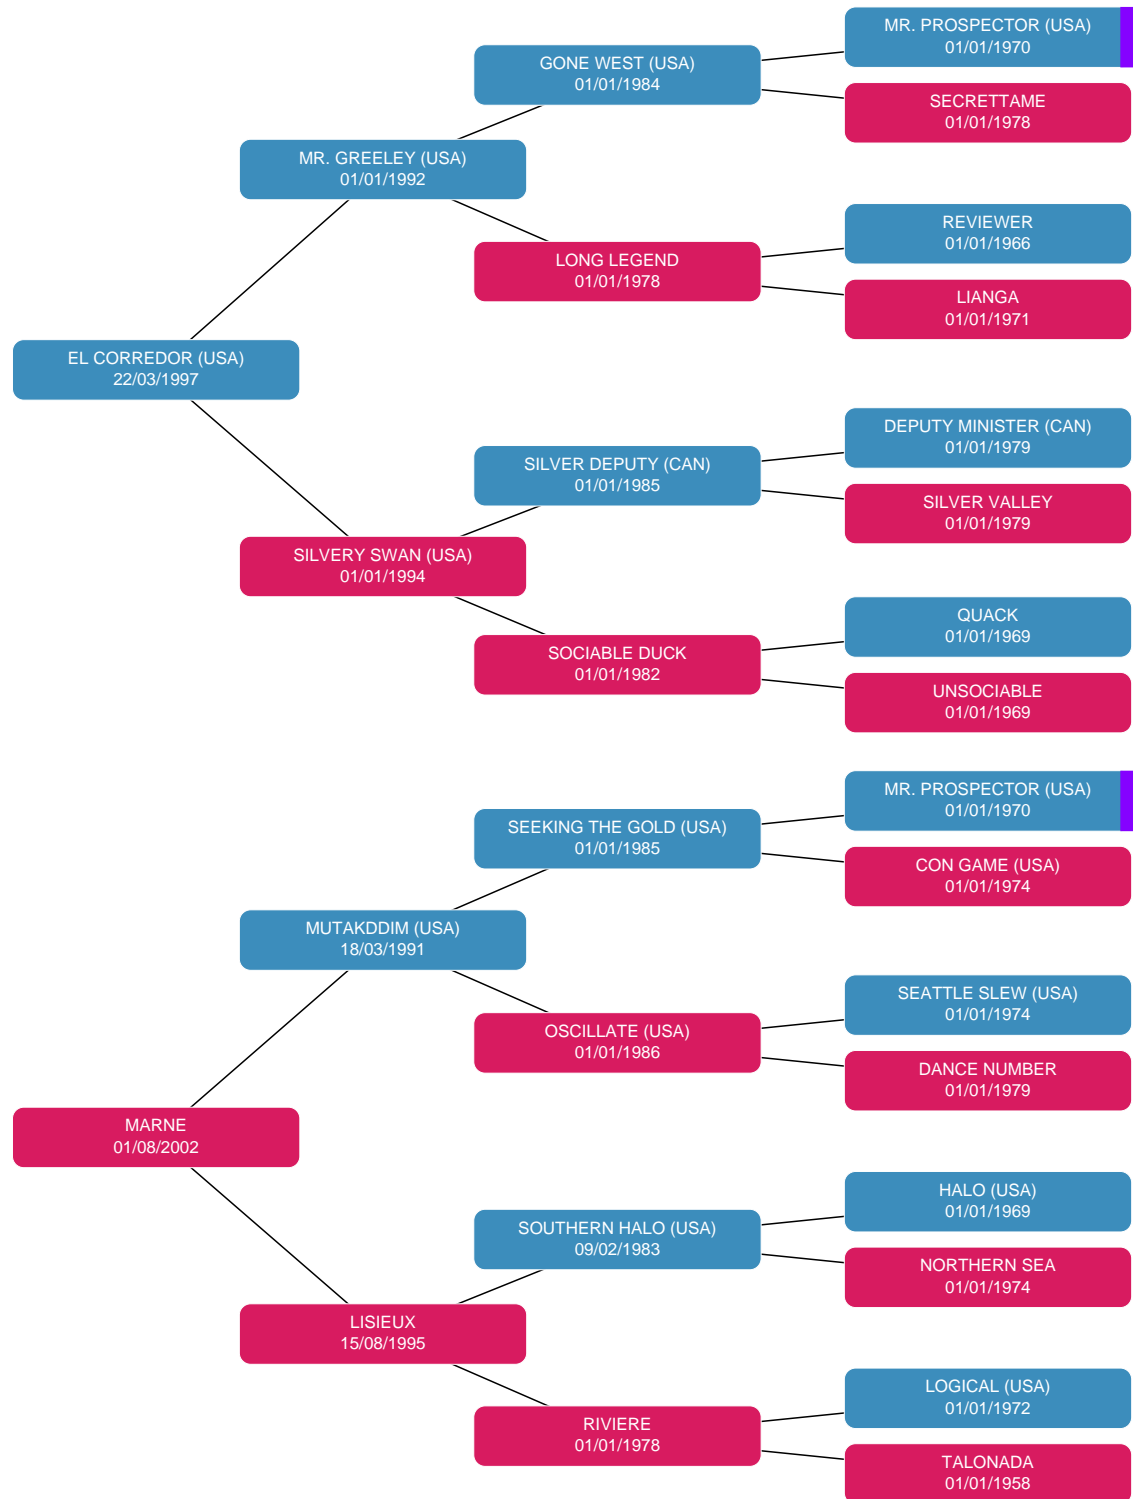 MR. PROSPECTOR (USA)
01/01/1970
GONE WEST (USA)
01/01/1984
SECRETTAME
01/01/1978
MR. GREELEY (USA)
01/01/1992
REVIEWER
01/01/1966
LONG LEGEND
01/01/1978
LIANGA
01/01/1971
EL CORREDOR (USA)
22/03/1997
DEPUTY MINISTER (CAN)
01/01/1979
SILVER DEPUTY (CAN)
01/01/1985
SILVER VALLEY
01/01/1979
SILVERY SWAN (USA)
01/01/1994
QUACK
01/01/1969
SOCIABLE DUCK
01/01/1982
UNSOCIABLE
01/01/1969
MR. PROSPECTOR (USA)
01/01/1970
SEEKING THE GOLD (USA)
01/01/1985
CON GAME (USA)
01/01/1974
MUTAKDDIM (USA)
18/03/1991
SEATTLE SLEW (USA)
01/01/1974
OSCILLATE (USA)
01/01/1986
DANCE NUMBER
01/01/1979
MARNE
01/08/2002
HALO (USA)
01/01/1969
SOUTHERN HALO (USA)
09/02/1983
NORTHERN SEA
01/01/1974
LISIEUX
15/08/1995
LOGICAL (USA)
01/01/1972
RIVIERE
01/01/1978
TALONADA
01/01/1958